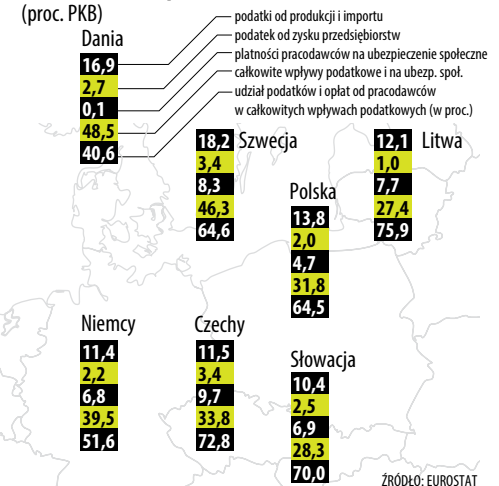 (proc. PKB)
podatki od produkcji i importu
podatek od zysku przedsiębiorstw
płatności pracodawców na ubezpieczenie społeczne
całkowite wpływy podatkowe i na ubezp. społ.
udział podatków i opłat od pracodawców
w całkowitych wpływach podatkowych (w proc.)
Dania
16,9
2,7
0,1
48,5
40,6
Szwecja
18,2
3,4
8,3
46,3
64,6
Litwa
12,1
1,0
7,7
27,4
75,9
Polska
13,8
2,0
4,7
31,8
64,5
Niemcy
11,4
2,2
6,8
39,5
51,6
Czechy
11,5
3,4
9,7
33,8
72,8
Słowacja
10,4
2,5
6,9
28,3
70,0
ŹRÓDŁO: EUROSTAT